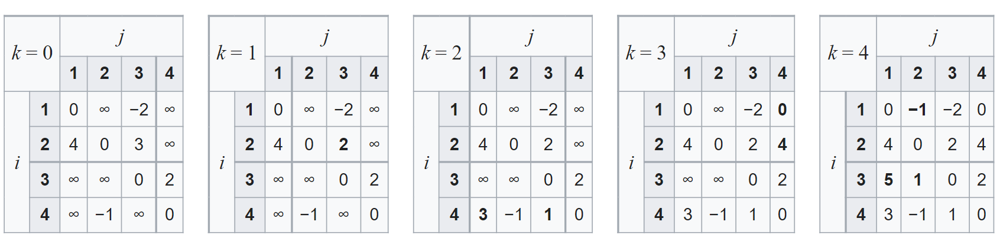 k = 0 j
1 2 3 4
i 1 0 ∞ −2 ∞
2 4 0 3 ∞
3 ∞ ∞ 0 2
4 ∞ −1 ∞ 0
k = 1 j
1 2 3 4
i 1 0 ∞ −2 ∞
2 4 0 2 ∞
3 ∞ ∞ 0 2
4 ∞ −1 ∞ 0
k = 2 j
1 2 3 4
i 1 0 ∞ −2 ∞
2 4 0 2 ∞
3 ∞ ∞ 0 2
4 3 −1 1 0
k = 3 j
1 2 3 4
i 1 0 ∞ −2 0
2 4 0 2 4
3 ∞ ∞ 0 2
4 3 −1 1 0
k = 4 j
1 2 3 4
i 1 0 −1 −2 0
2 4 0 2 4
3 5 1 0 2
4 3 −1 1 0